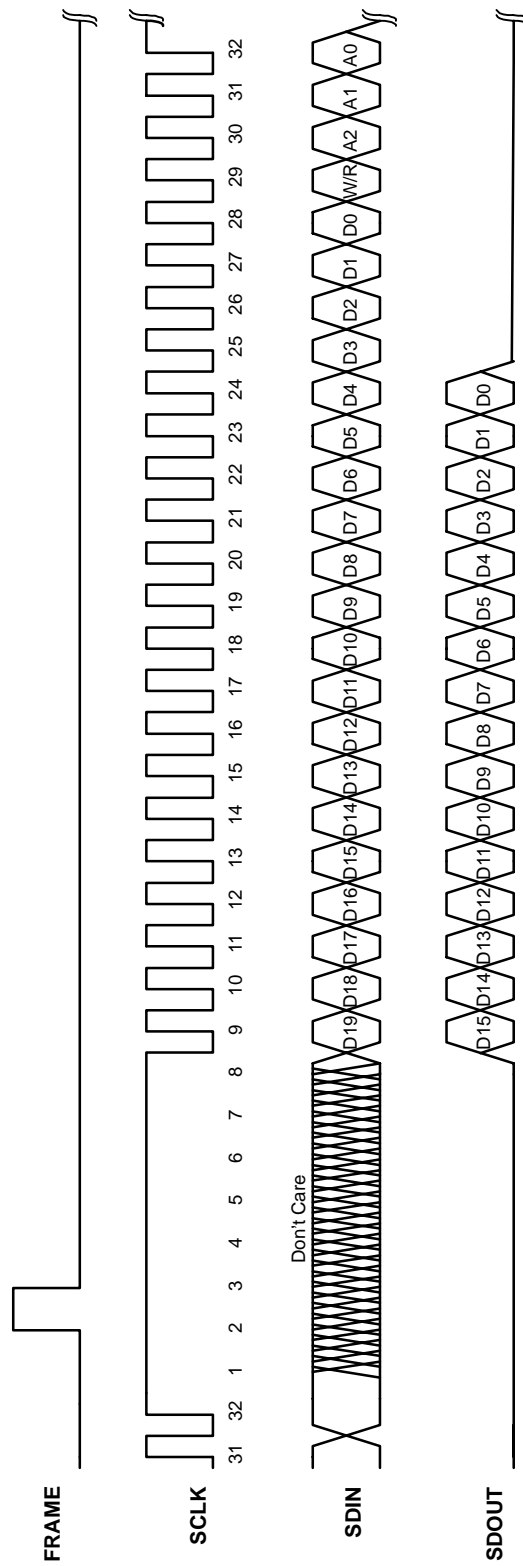 FRAME
SCLK
31 32 1 2 3 4 5 6 7 8 9 10 11 12 13 14 15 16 17 18 19 20 21 22 23 24 25 26 27 28 29 30 31 32
Don't Care
SDIN D19 D18 D17 D16 D15 D14 D13 D12 D11 D10 D9 D8 D7 D6 D5 D4 D3 D2 D1 D0 W/R A2 A1 A0
SDOUT D15 D14 D13 D12 D11 D10 D9 D8 D7 D6 D5 D4 D3 D2 D1 D0